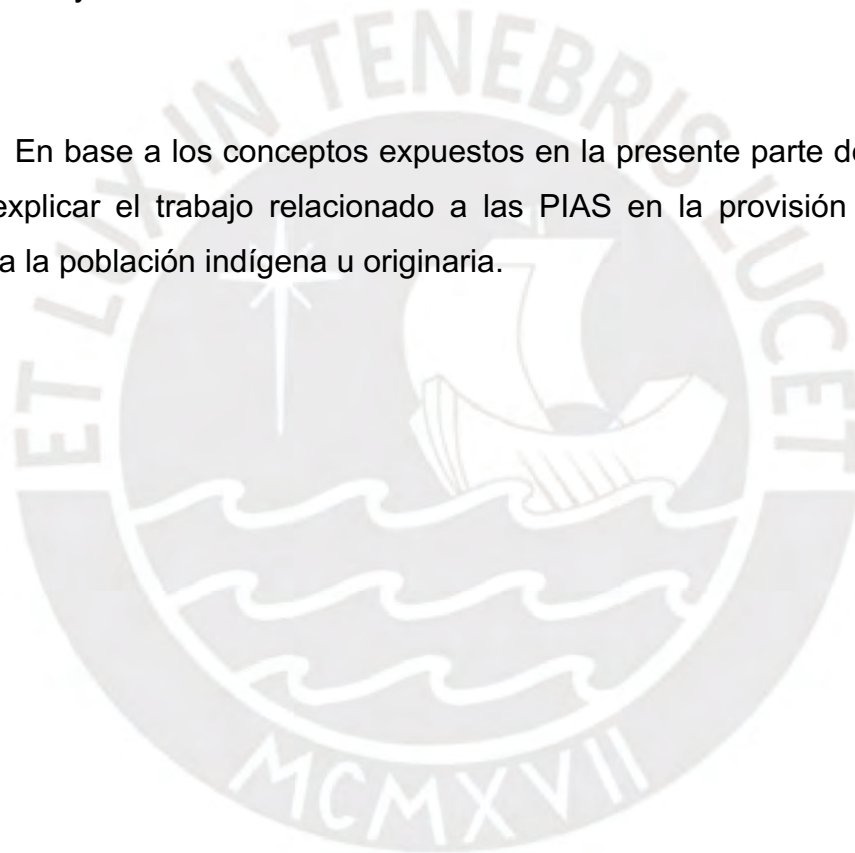 En base a los conceptos expuestos en la presente parte de
explicar el trabajo relacionado a las PIAS en la provisión
a la población indígena u originaria.
ET LUX IN TENEBRIS LUCET
MCMXVII